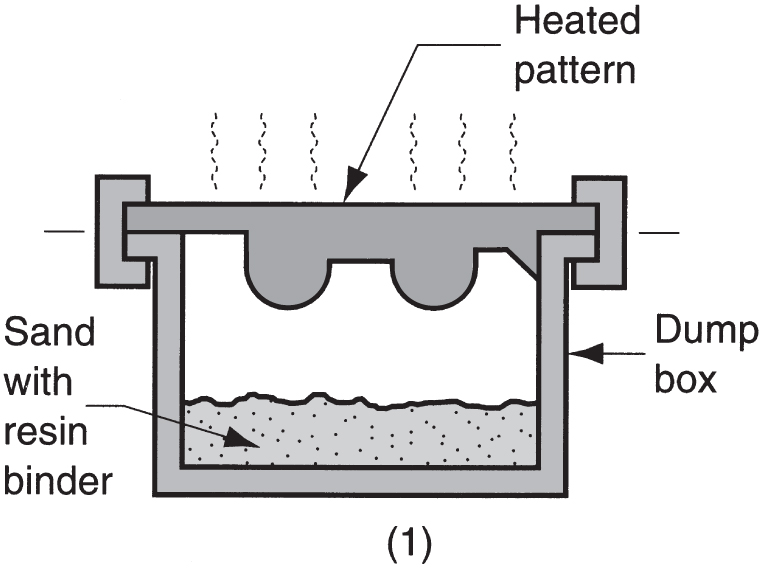 Heated
pattern
Sand
with
resin
binder
Dump
box
(1)